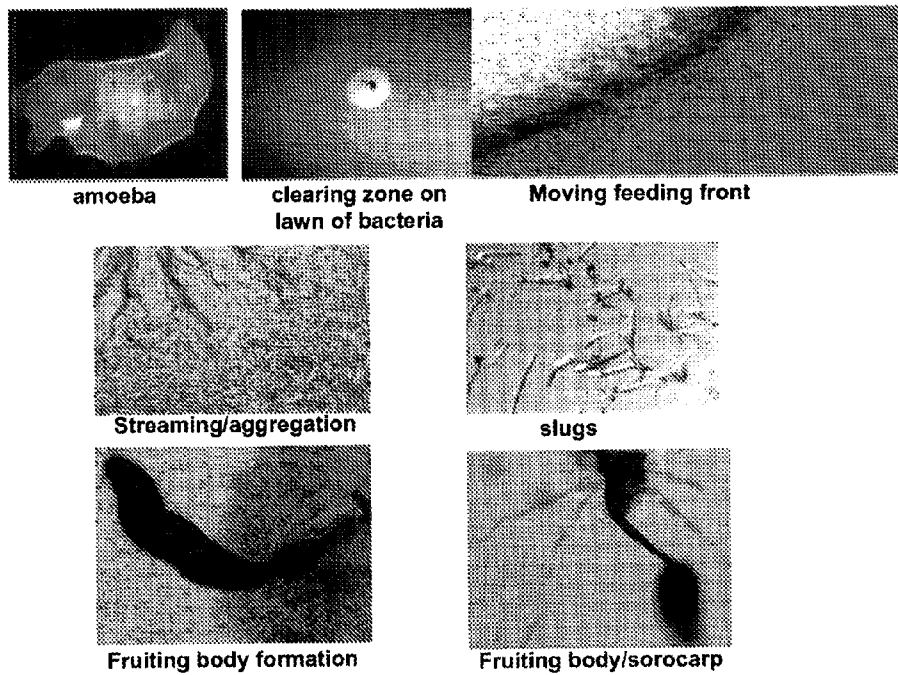 amoeba
clearing zone on
lawn of bacteria
Moving feeding front
Streaming/aggregation
slugs
Fruiting body formation
Fruiting body/sorocarp